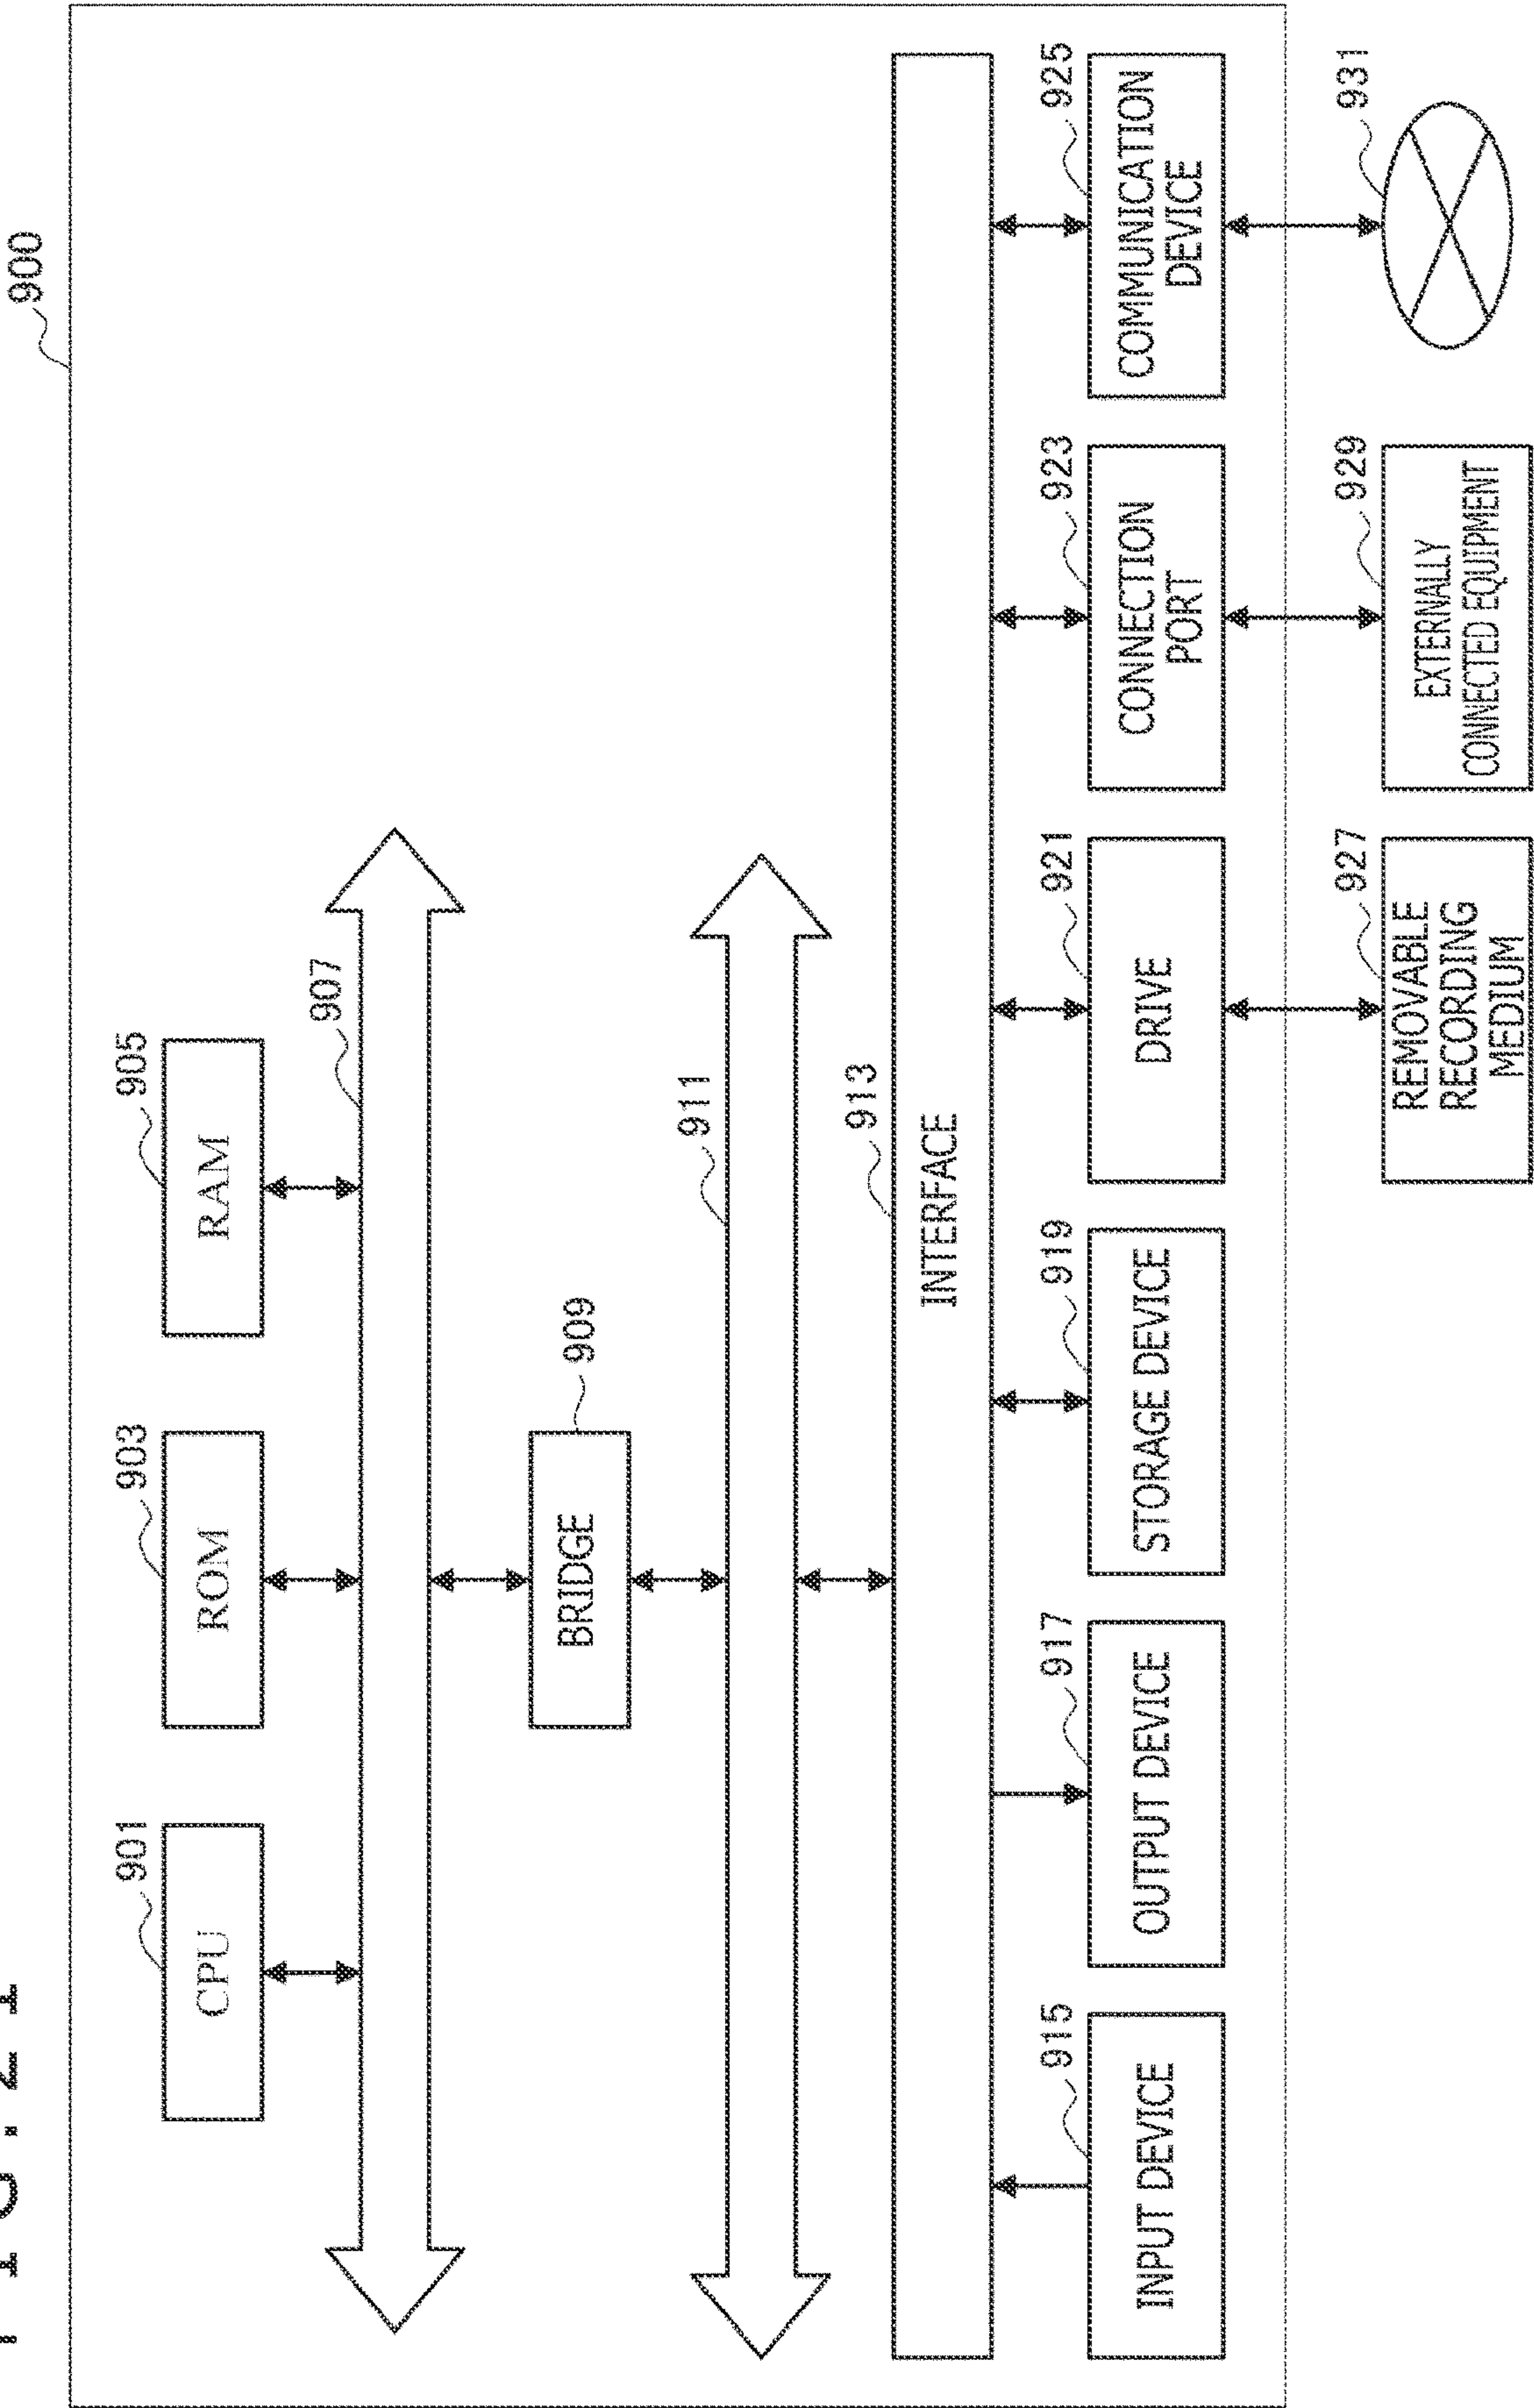 900
901
903
905
CPU
ROM
RAM
907
909
BRIDGE
911
913
INTERFACE
915
917
919
921
923
925
INPUT DEVICE
OUTPUT DEVICE
STORAGE DEVICE
DRIVE
CONNECTION
PORT
COMMUNICATION
DEVICE
927
929
931
REMOVABLE
RECORDING
MEDIUM
EXTERNALLY
CONNECTED EQUIPMENT